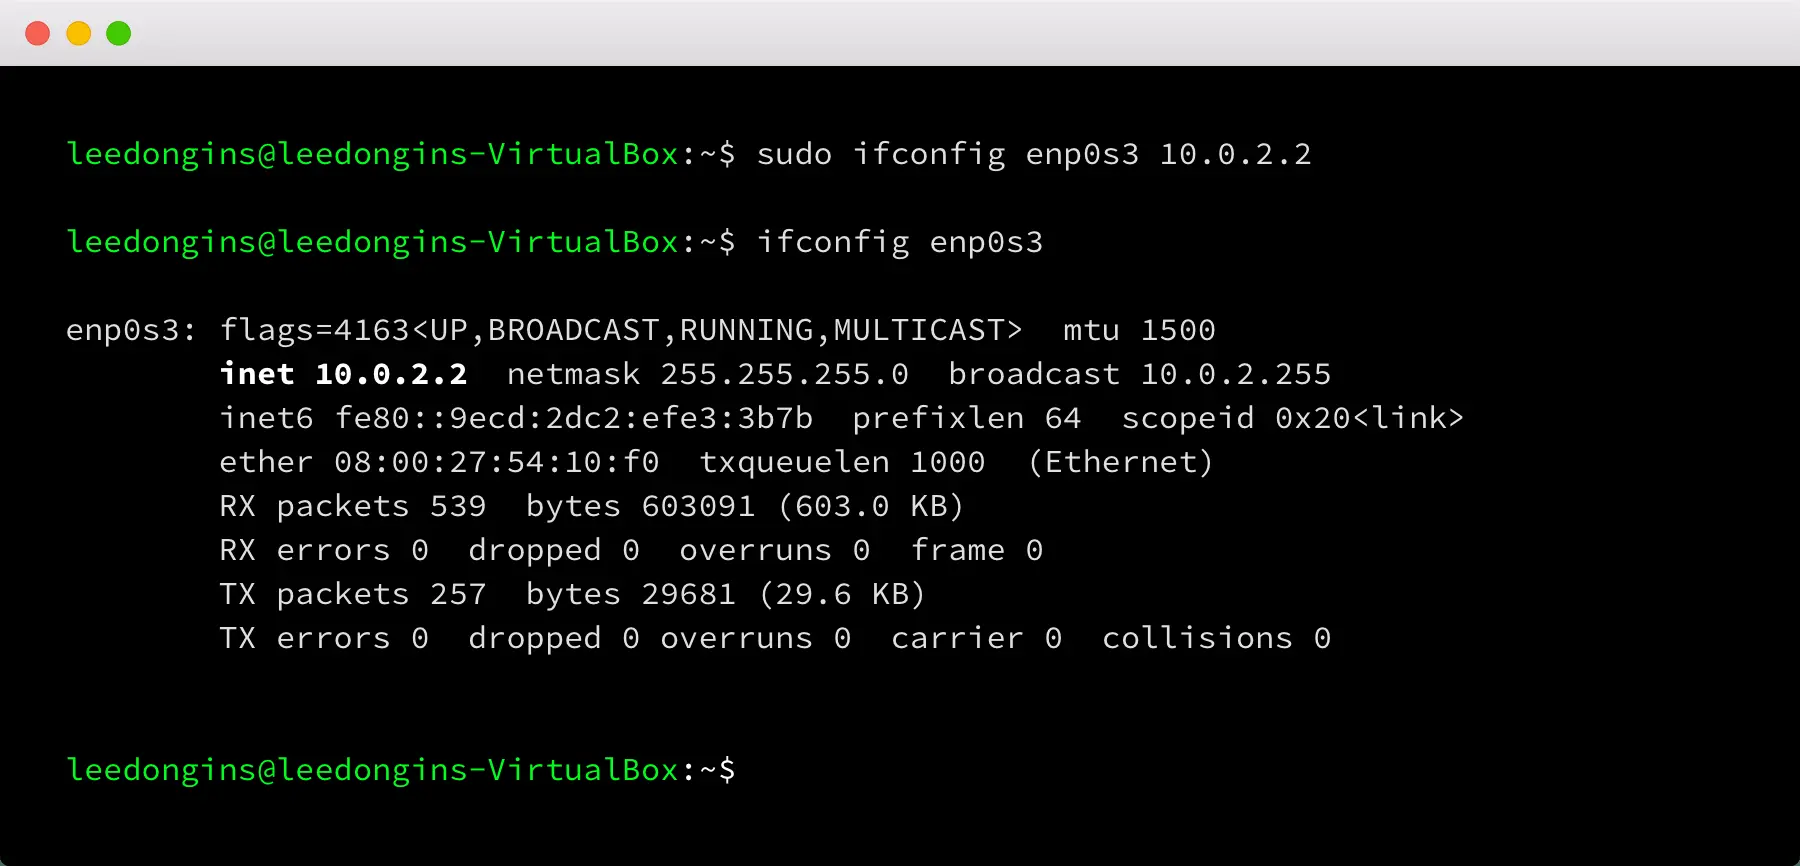 leedongins@leedongins-VirtualBox:~$ sudo ifconfig enp0s3 10.0.2.2
leedongins@leedongins-VirtualBox:~$ ifconfig enp0s3
enp0s3: flags=4163<UP,BROADCAST,RUNNING,MULTICAST>  mtu 1500
inet 10.0.2.2  netmask 255.255.255.0  broadcast 10.0.2.255
inet6 fe80::9ecd:2dc2:efe3:3b7b  prefixlen 64  scopeid 0x20<link>
ether 08:00:27:54:10:f0  txqueuelen 1000  (Ethernet)
RX packets 539  bytes 603091 (603.0 KB)
RX errors 0  dropped 0  overruns 0  frame 0
TX packets 257  bytes 29681 (29.6 KB)
TX errors 0  dropped 0 overruns 0  carrier 0  collisions 0
leedongins@leedongins-VirtualBox:~$